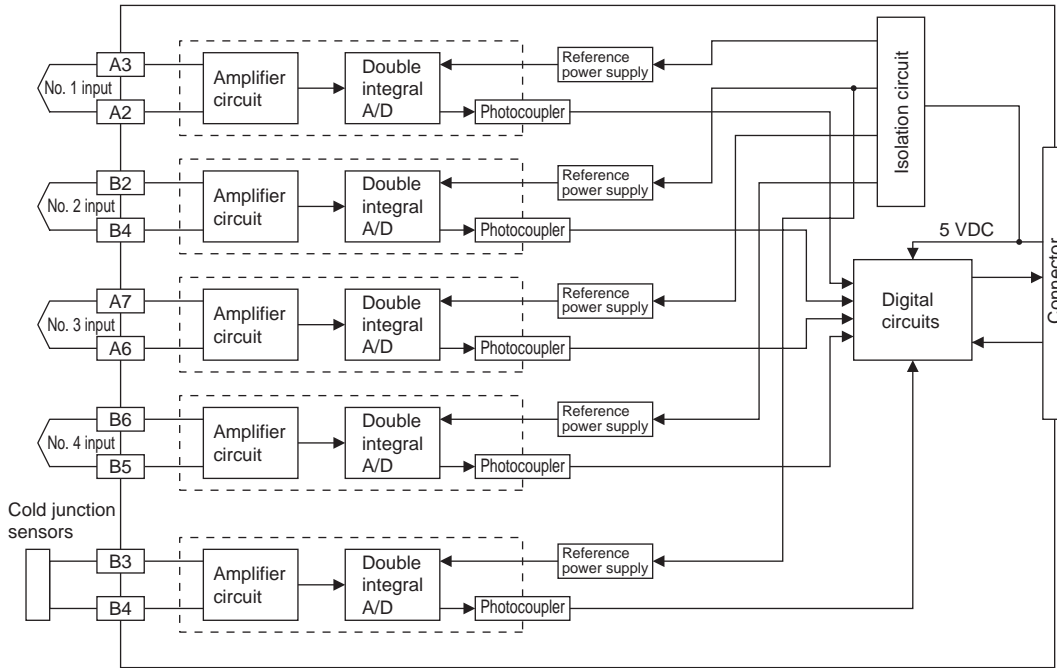 A3
No. 1 input
A2
Amplifier
circuit
Double
integral
A/D
Reference
power supply
Photocoupler
Isolation circuit
B2
No. 2 input
B4
Amplifier
circuit
Double
integral
A/D
Reference
power supply
Photocoupler
5 VDC
Connector
A7
No. 3 input
A6
Amplifier
circuit
Double
integral
A/D
Reference
power supply
Photocoupler
Digital
circuits
B6
No. 4 input
B5
Amplifier
circuit
Double
integral
A/D
Reference
power supply
Photocoupler
Cold junction
sensors
B3
B4
Amplifier
circuit
Double
integral
A/D
Reference
power supply
Photocoupler